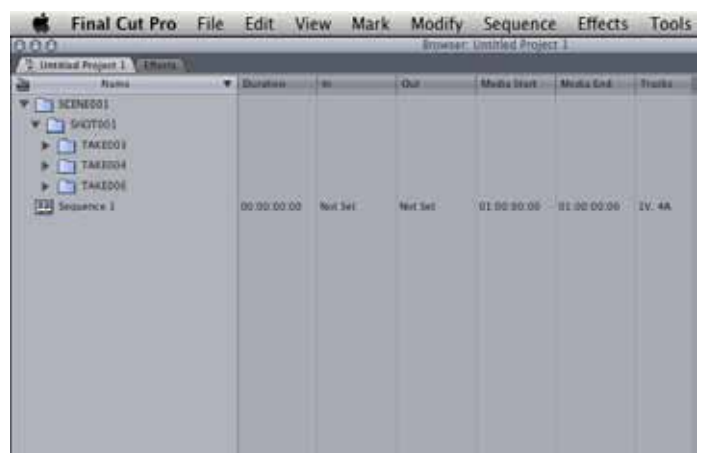 Final Cut Pro File Edit View Mark Modify Sequence Effects Tools
Browser: Untitled Project 1
Untitled Project 1 Effects
Name Duration In Out Media Start Media End Tracks
SCENE001
SHOT001
TAKE003
TAKE004
TAKE006
Sequence 1 00:00:00:00 Not Set Not Set 01:00:00:00 01:00:00:00 1V, 4A